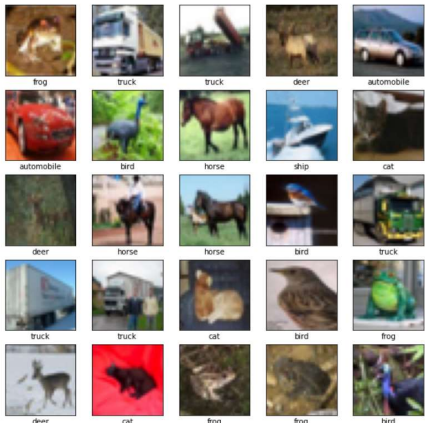 frog truck truck deer automobile
automobile bird horse ship cat
deer horse horse bird truck
truck truck cat bird frog
deer cat frog frog bird